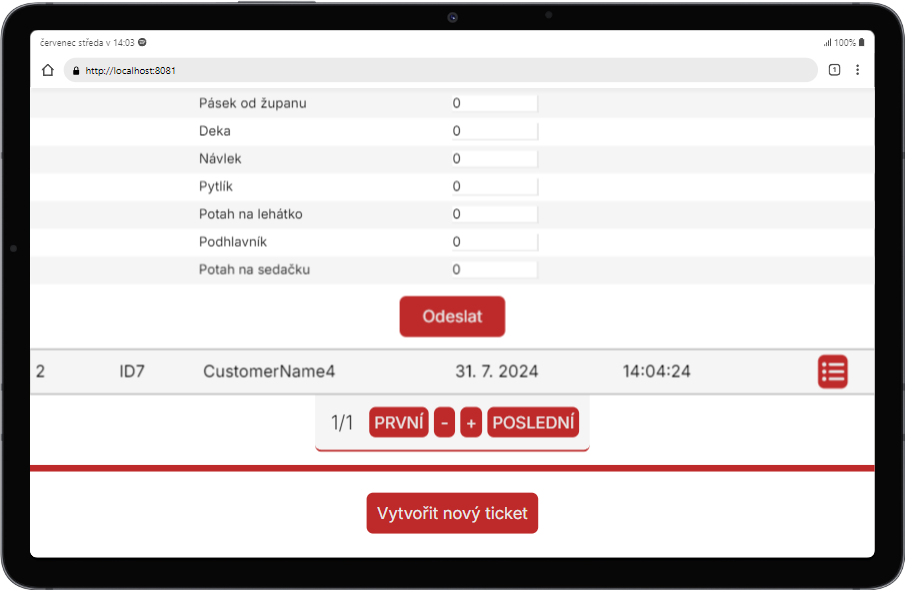 červenec středa v 14:03
100%
http://localhost:8081
1
Pásek od županu 0
Deka 0
Návlek 0
Pytlík 0
Potah na lehátko 0
Podhlavník 0
Potah na sedačku 0
Odeslat
2 ID7 CustomerName4 31. 7. 2024 14:04:24
1/1 PRVNÍ - + POSLEDNÍ
Vytvořit nový ticket